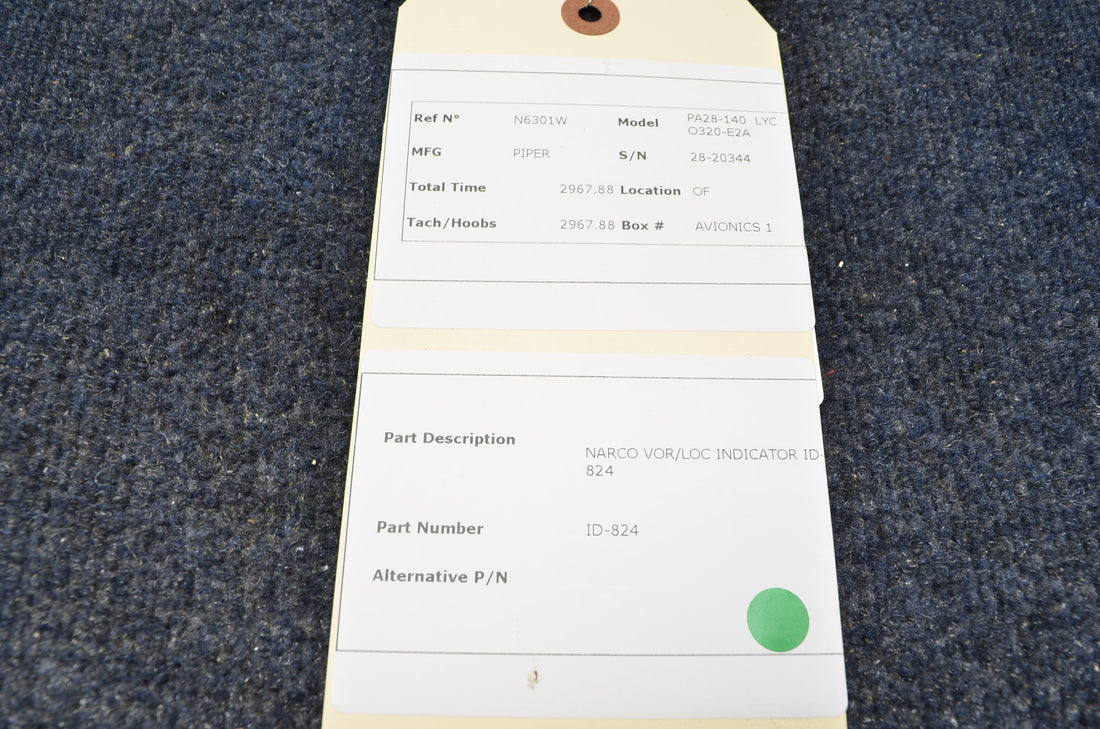 Ref N° N6301W Model PA28-140 LYC
O320-E2A
MFG PIPER S/N 28-20344
Total Time 2967.88 Location OF
Tach/Hoobs 2967.88 Box # AVIONICS 1
Part Description
NARCO VOR/LOC INDICATOR ID-
824
Part Number ID-824
Alternative P/N